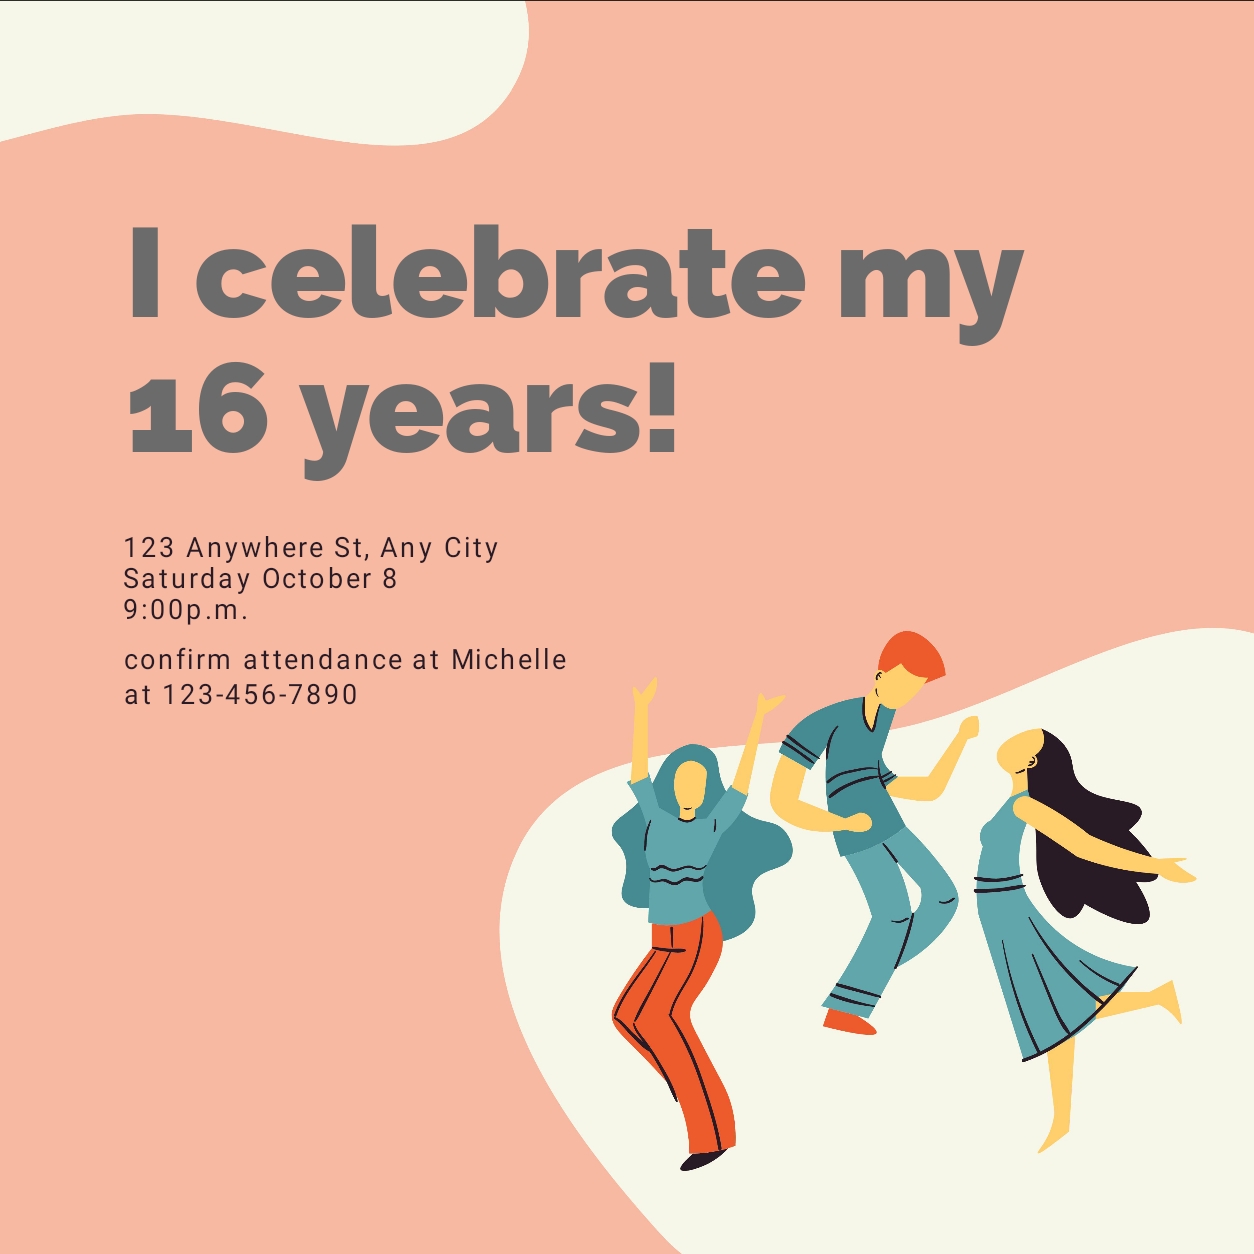 I celebrate my
16 years!
123 Anywhere St, Any City
Saturday October 8
9:00p.m.
confirm attendance at Michelle
at 123-456-7890